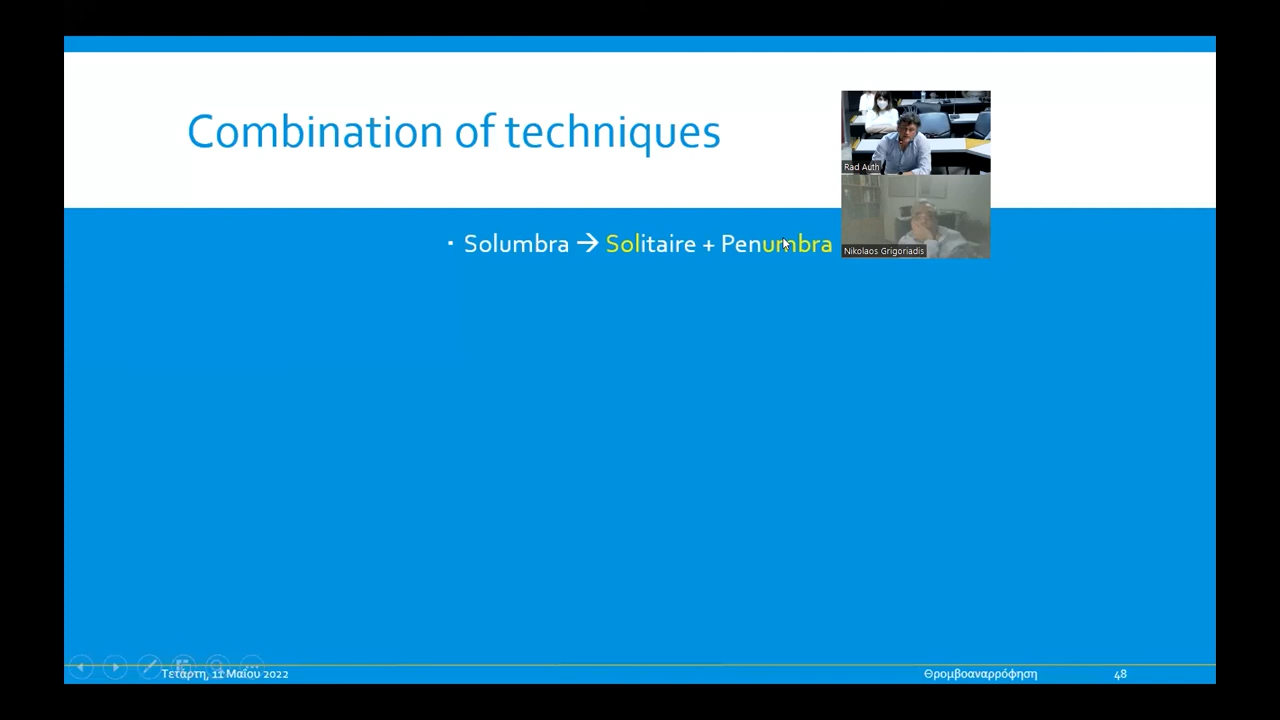 Combination of techniques
Rad Auth
▪ Solumbra → Solitaire + Penumbra
Nikolaos Grigoriadis
Τετάρτη, 11 Μαΐου 2022
Θρομβοαναρρόφηση
48